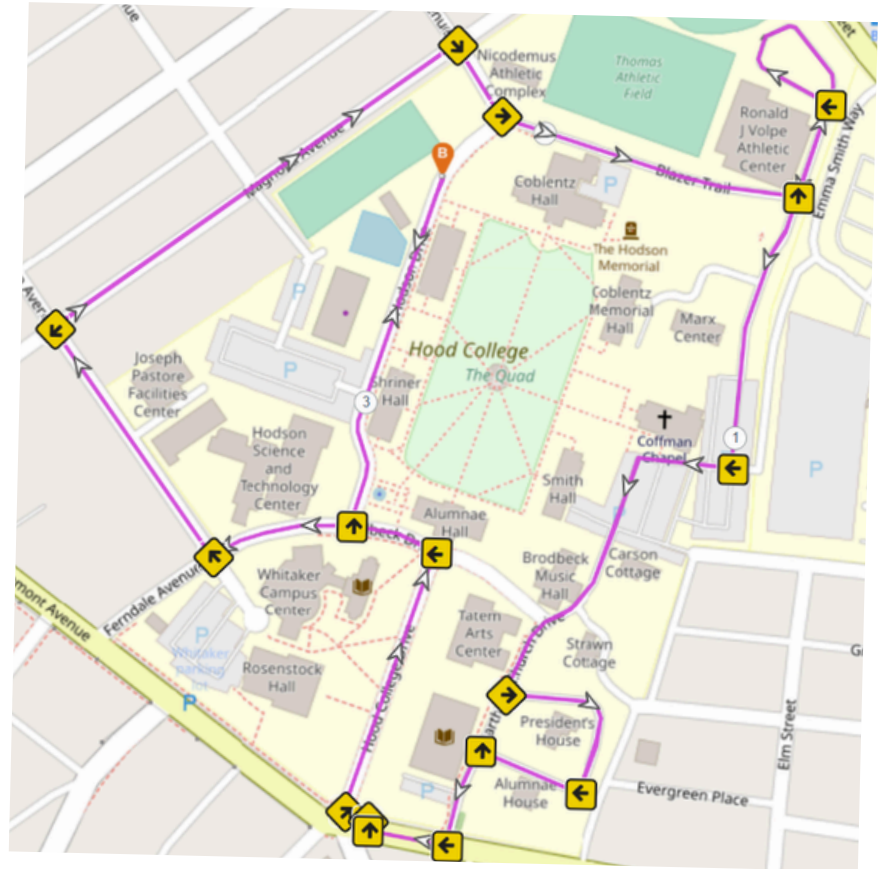 Nicodemus
Athletic
Complex
Thomas
Athletic
Field
Ronald
J Volpe
Athletic
Center
Emma Smith Way
Magnolia Avenue
B
Blazer Trail
Coblentz
Hall
P
The Hodson
Memorial
Coblentz
Memorial
Hall
Marx
Center
P
Hood College
The Quad
Joseph
Pastore
Facilities
Center
P
Shriner
Hall
3
Hodson
Science
and
Technology
Center
Coffman
Chapel
1
P
Smith
Hall
Alumnae
Hall
Brodbeck
Music
Hall
Carson
Cottage
Whitaker
Campus
Center
Ferndale Avenue
Tatem
Arts
Center
Strawn
Cottage
P
Whitaker
parking
lot
Rosenstock
Hall
P
Hood College Drive
President's
House
Alumnae
House
P
Elm Street
Evergreen Place